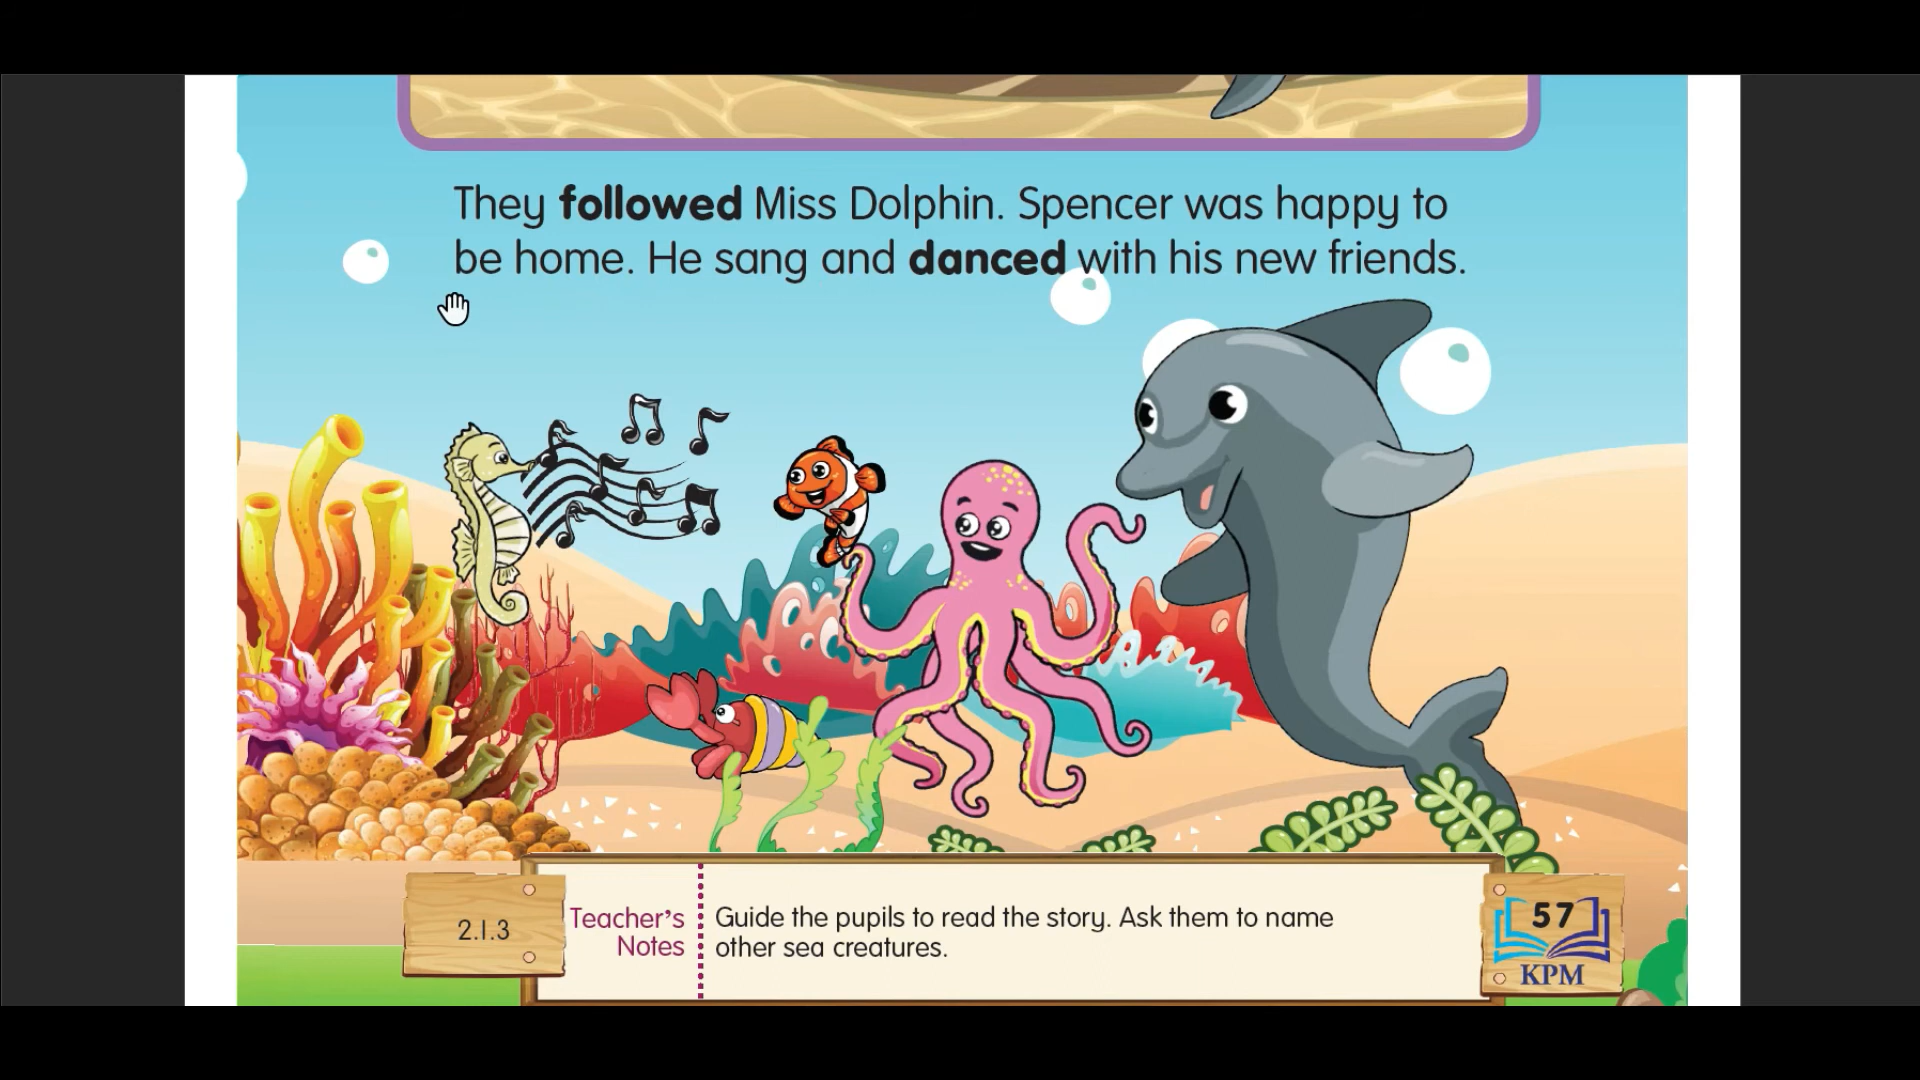 They followed Miss Dolphin. Spencer was happy to
be home. He sang and danced with his new friends.
2.1.3
Teacher's
Notes
Guide the pupils to read the story. Ask them to name
other sea creatures.
57
KPM